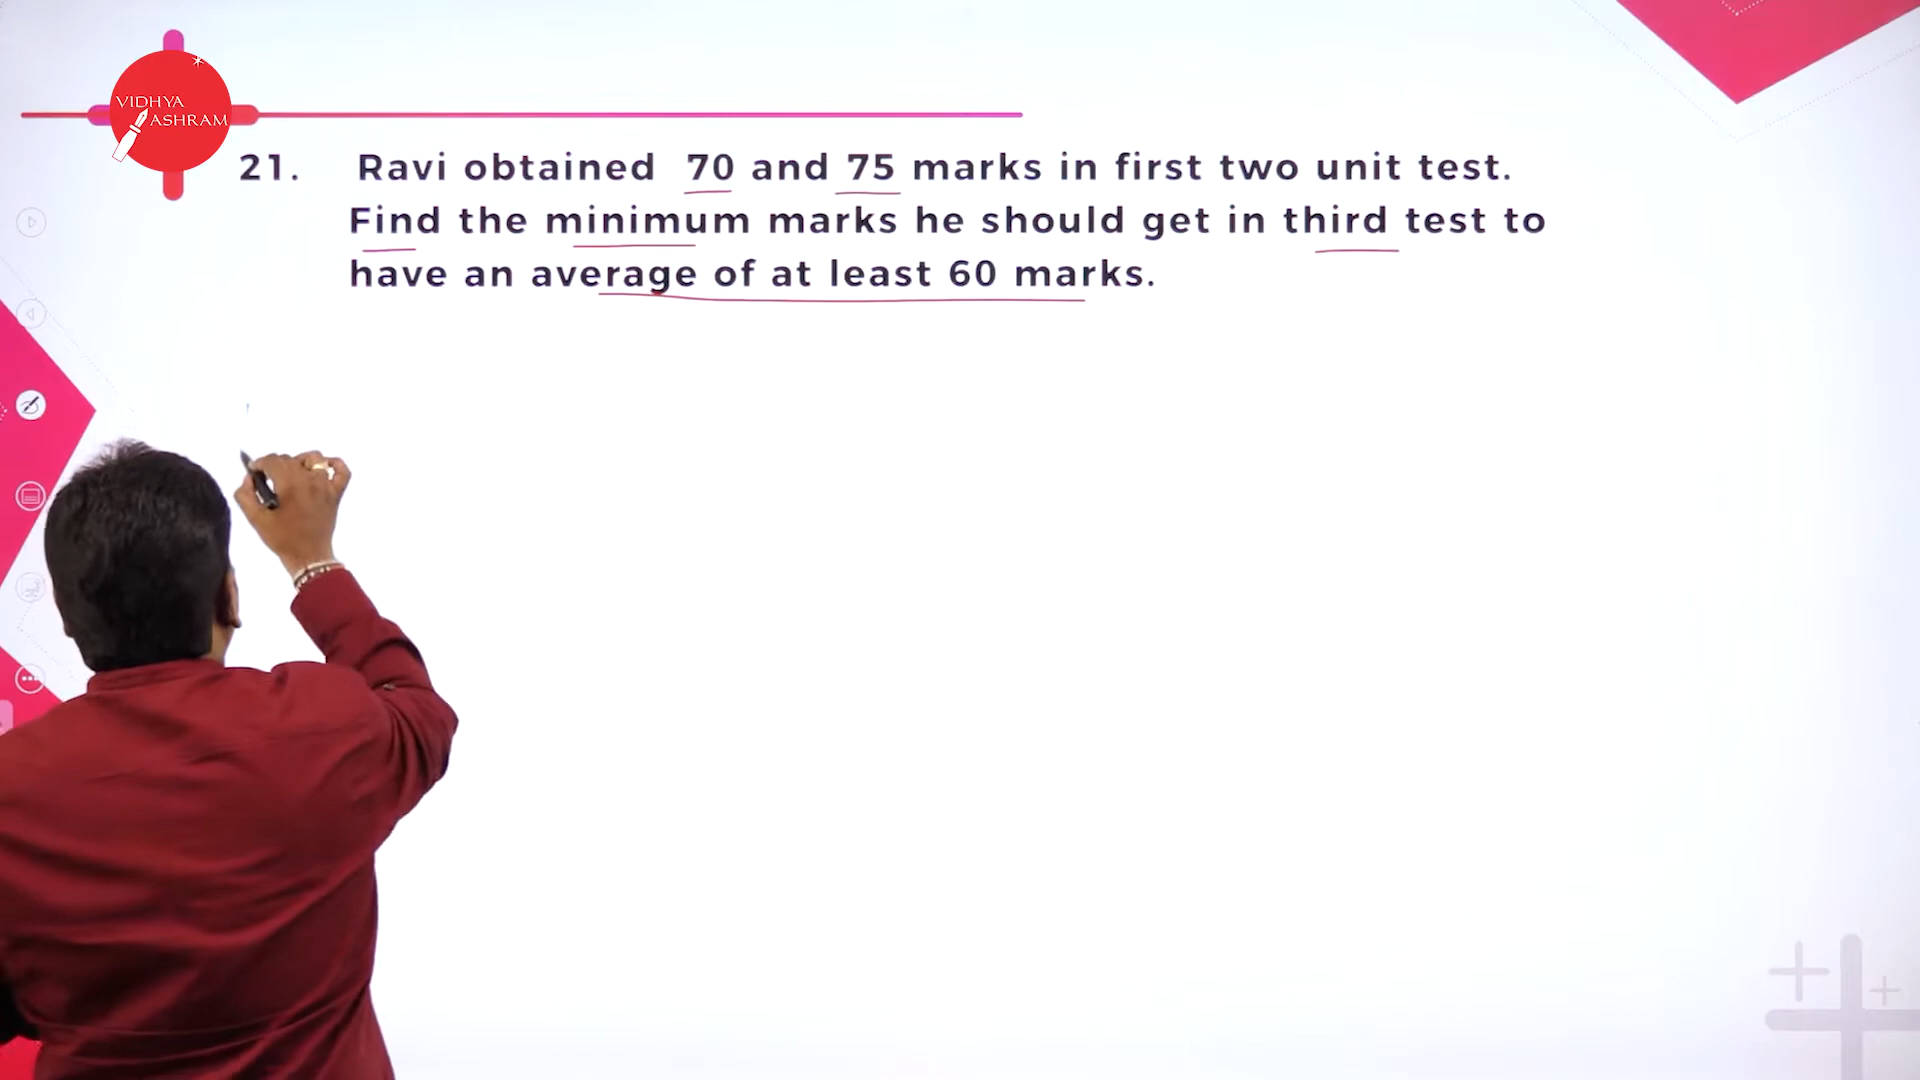 VIDHYA
ASHRAM
21. Ravi obtained 70 and 75 marks in first two unit test.
Find the minimum marks he should get in third test to
have an average of at least 60 marks.